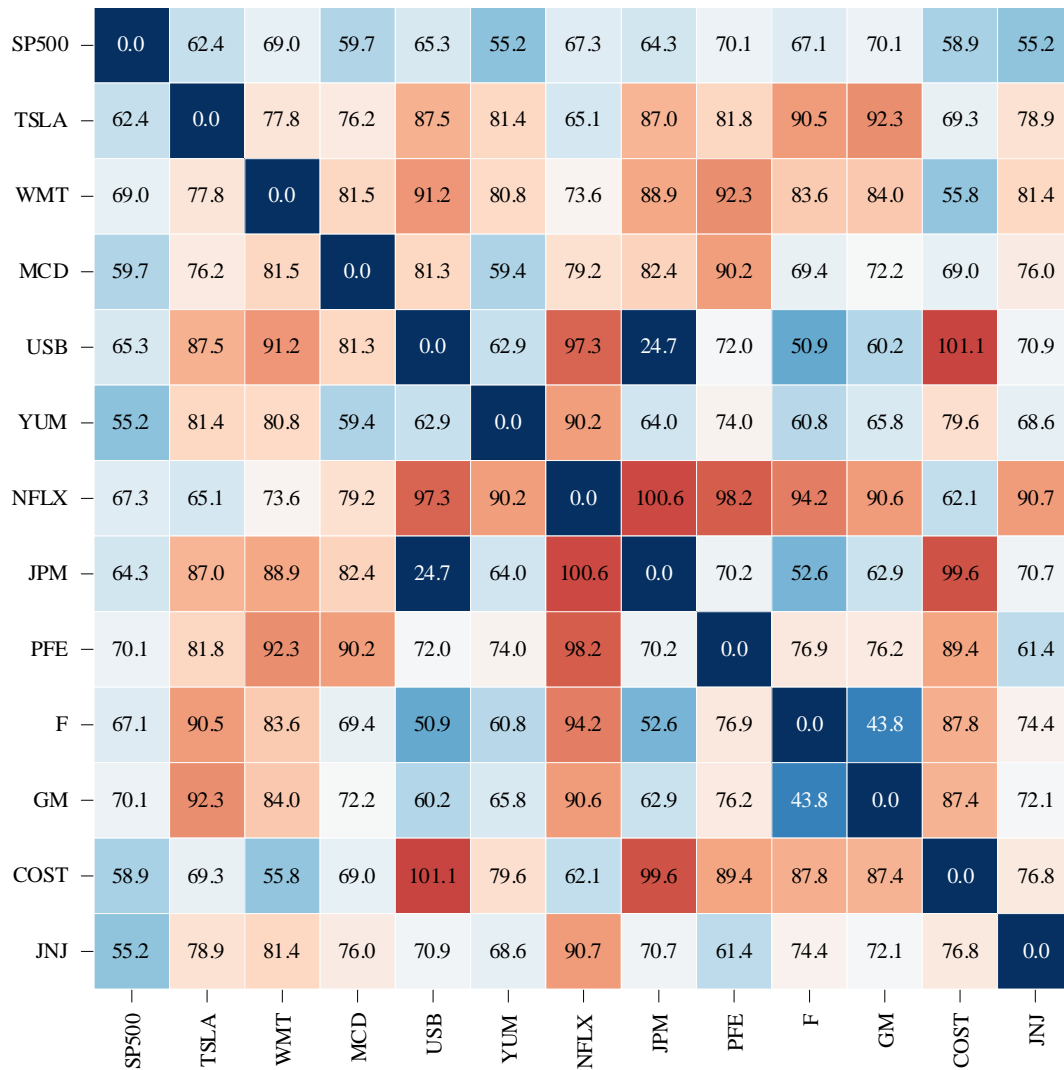 SP500 0.0 62.4 69.0 59.7 65.3 55.2 67.3 64.3 70.1 67.1 70.1 58.9 55.2
TSLA 62.4 0.0 77.8 76.2 87.5 81.4 65.1 87.0 81.8 90.5 92.3 69.3 78.9
WMT 69.0 77.8 0.0 81.5 91.2 80.8 73.6 88.9 92.3 83.6 84.0 55.8 81.4
MCD 59.7 76.2 81.5 0.0 81.3 59.4 79.2 82.4 90.2 69.4 72.2 69.0 76.0
USB 65.3 87.5 91.2 81.3 0.0 62.9 97.3 24.7 72.0 50.9 60.2 101.1 70.9
YUM 55.2 81.4 80.8 59.4 62.9 0.0 90.2 64.0 74.0 60.8 65.8 79.6 68.6
NFLX 67.3 65.1 73.6 79.2 97.3 90.2 0.0 100.6 98.2 94.2 90.6 62.1 90.7
JPM 64.3 87.0 88.9 82.4 24.7 64.0 100.6 0.0 70.2 52.6 62.9 99.6 70.7
PFE 70.1 81.8 92.3 90.2 72.0 74.0 98.2 70.2 0.0 76.9 76.2 89.4 61.4
F 67.1 90.5 83.6 69.4 50.9 60.8 94.2 52.6 76.9 0.0 43.8 87.8 74.4
GM 70.1 92.3 84.0 72.2 60.2 65.8 90.6 62.9 76.2 43.8 0.0 87.4 72.1
COST 58.9 69.3 55.8 69.0 101.1 79.6 62.1 99.6 89.4 87.8 87.4 0.0 76.8
JNJ 55.2 78.9 81.4 76.0 70.9 68.6 90.7 70.7 61.4 74.4 72.1 76.8 0.0
SP500 TSLA WMT MCD USB YUM NFLX JPM PFE F GM COST JNJ